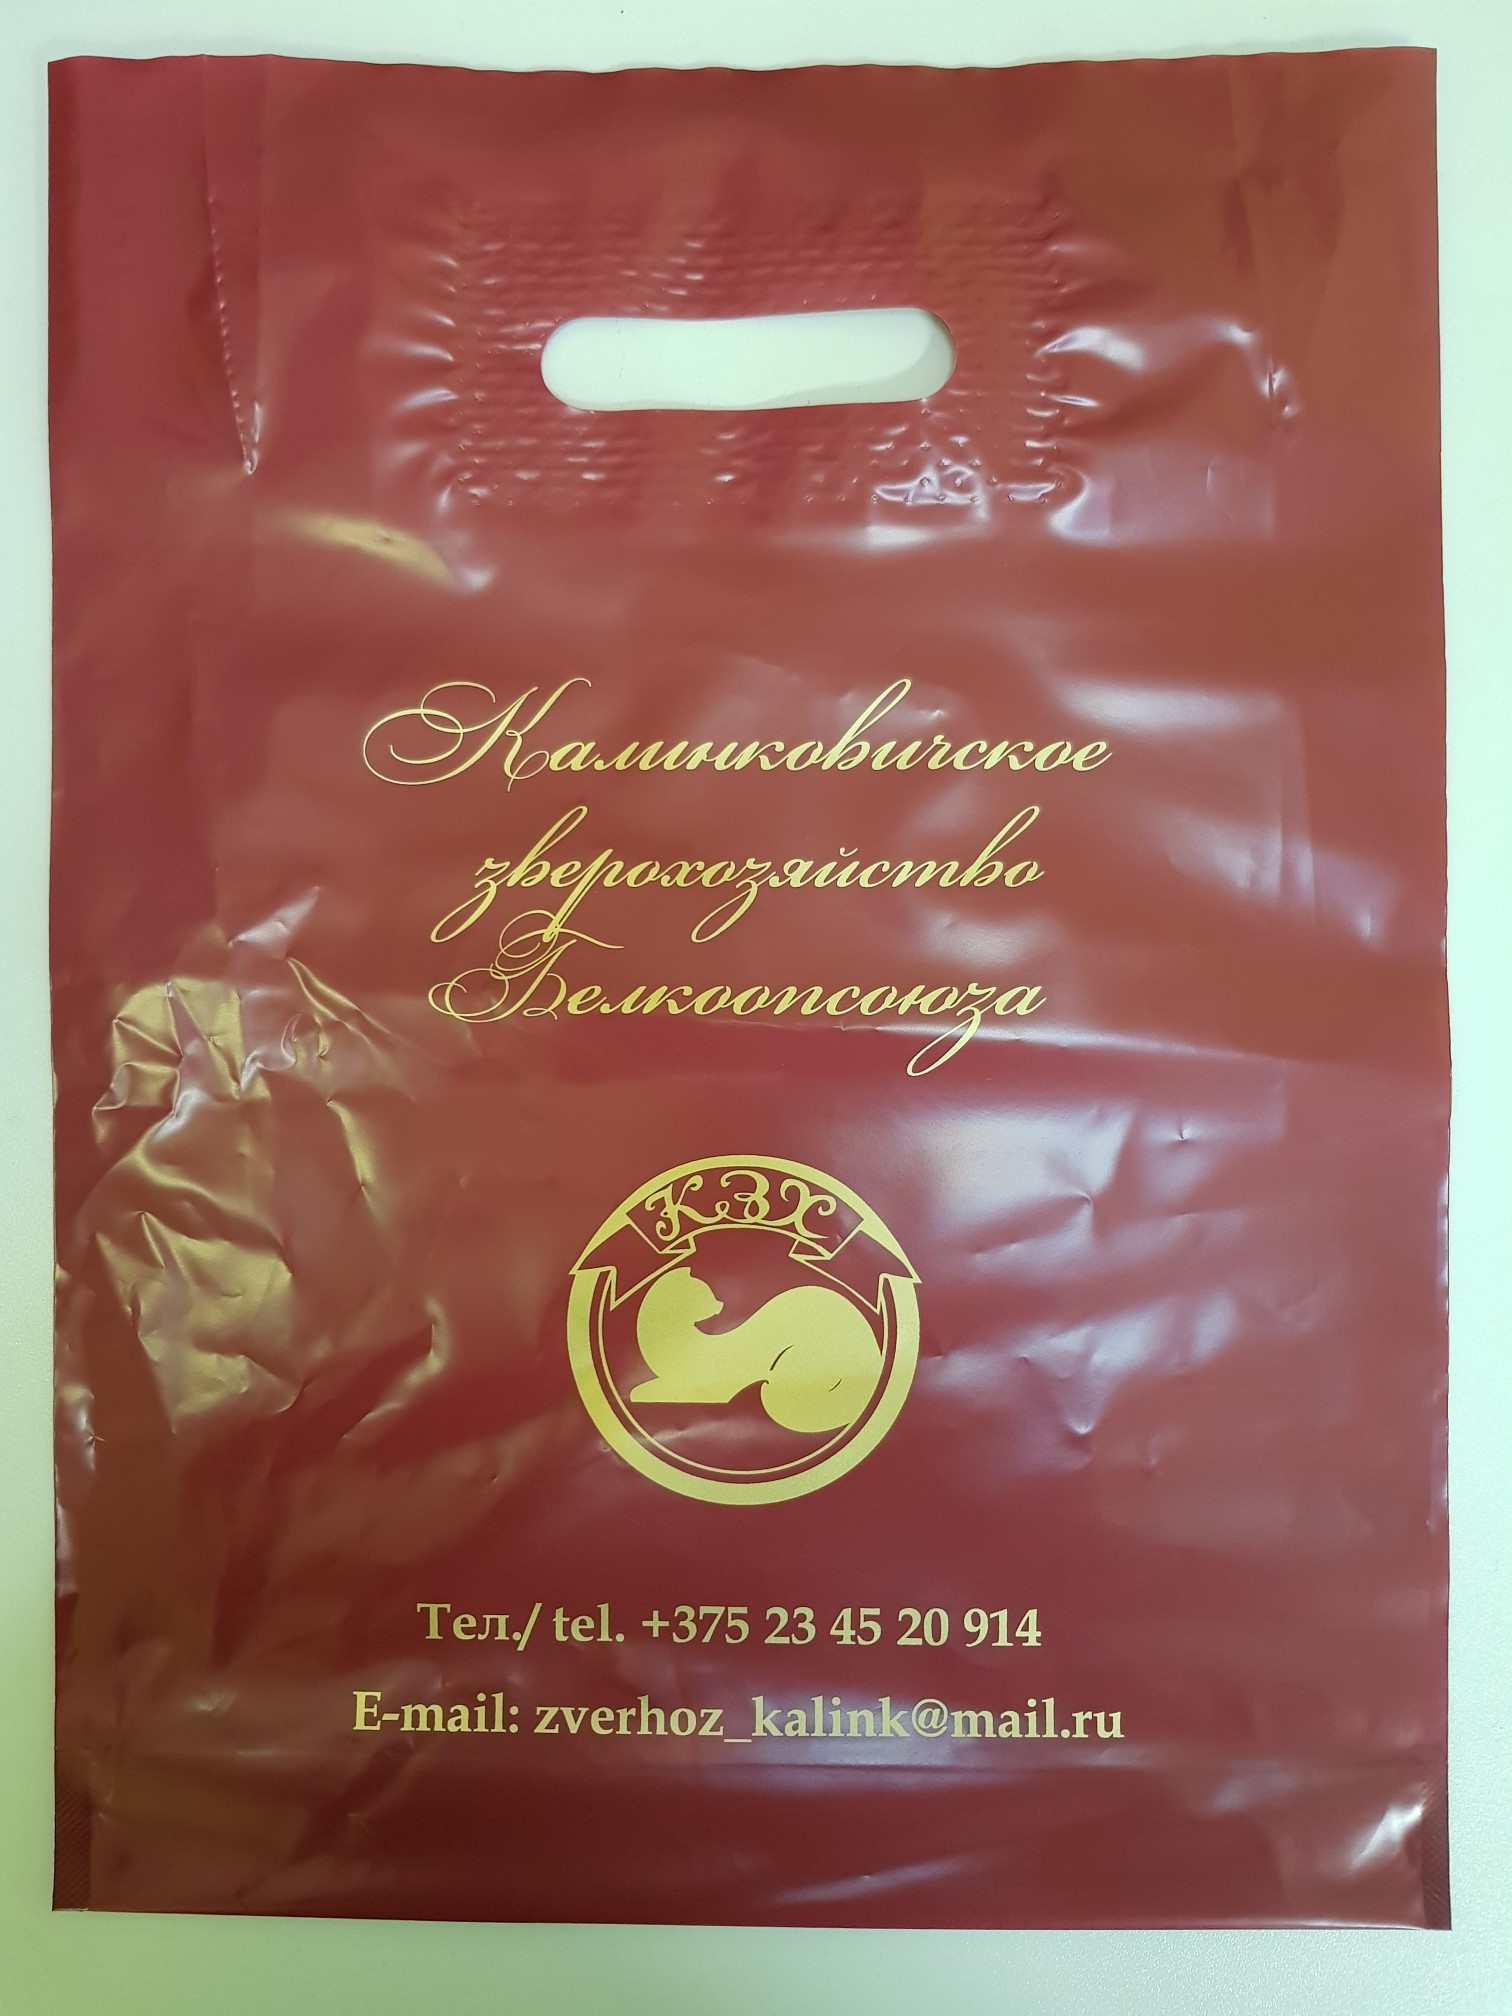 Калинковичское
зверохозяйство
Белкоопсоюза
КЗХ
Тел./ tel. +375 23 45 20 914
E-mail: zverhoz_kalink@mail.ru